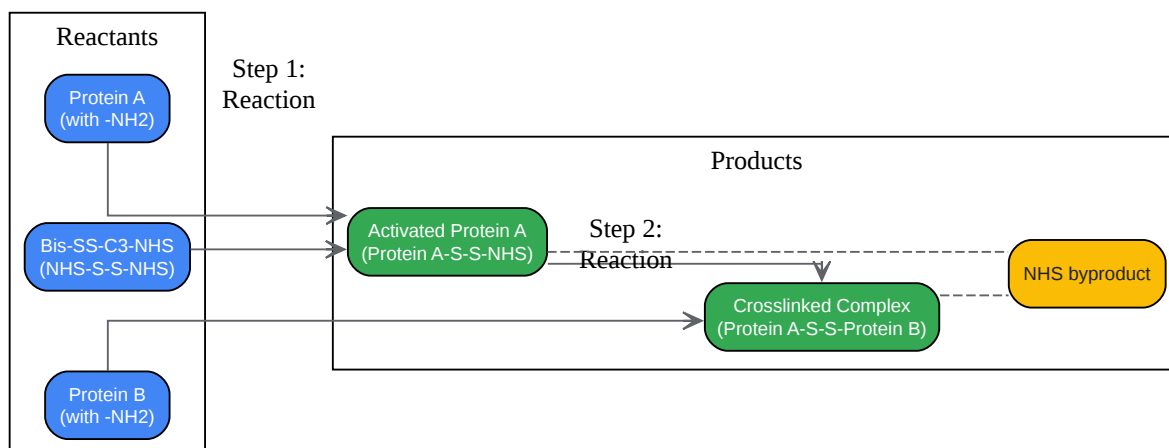 Reactants
Protein A
(with -NH2)
Step 1:
Reaction
Products
Bis-SS-C3-NHS
(NHS-S-S-NHS)
Activated Protein A
(Protein A-S-S-NHS)
Step 2:
Reaction
NHS byproduct
Crosslinked Complex
(Protein A-S-S-Protein B)
Protein B
(with -NH2)